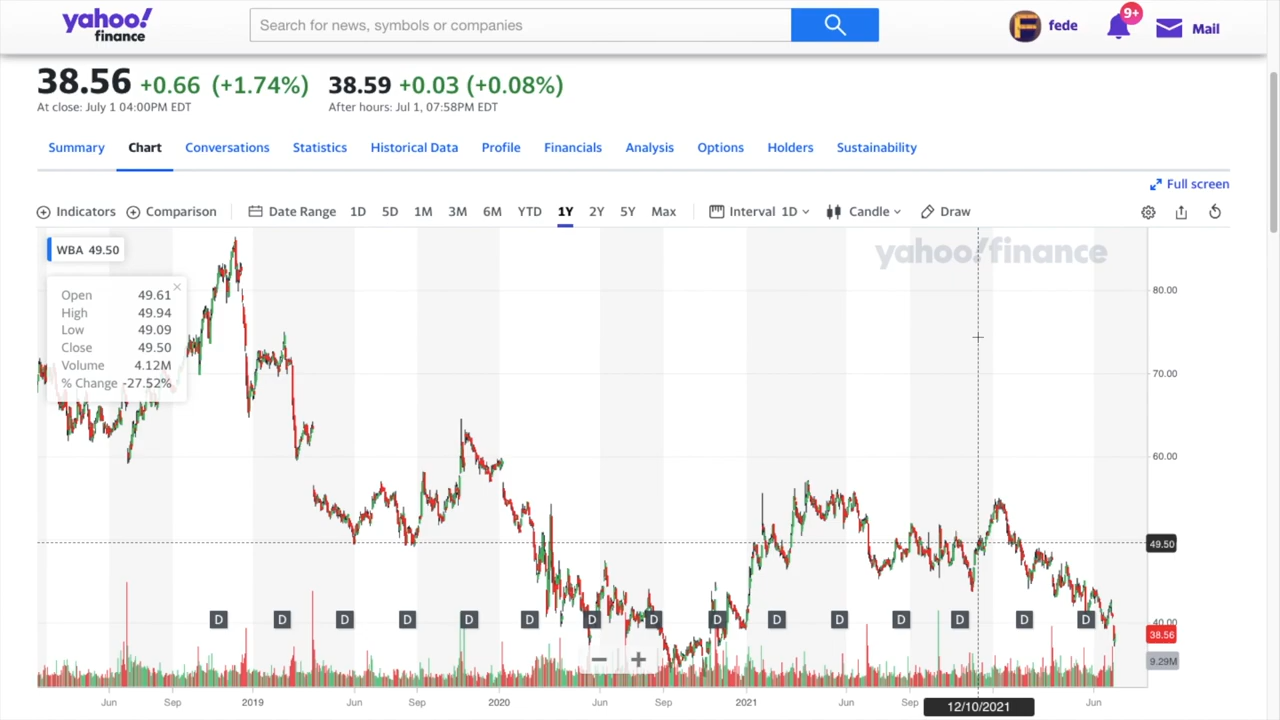 yahoo!
finance
Search for news, symbols or companies
fede
9+
Mail
38.56 +0.66 (+1.74%) 38.59 +0.03 (+0.08%)
At close: July 1 04:00PM EDT After hours: Jul 1, 07:58PM EDT
Summary Chart Conversations Statistics Historical Data Profile Financials Analysis Options Holders Sustainability
Full screen
Indicators Comparison Date Range 1D 5D 1M 3M 6M YTD 1Y 2Y 5Y Max Interval 1D Candle Draw
WBA 49.50
yahoo!finance
Open 49.61
High 49.94
Low 49.09
Close 49.50
Volume 4.12M
% Change -27.52%
80.00
70.00
60.00
49.50
40.00
38.56
9.29M
D D D D D D D D D D D D D D D
Jun Sep 2019 Jun Sep 2020 Jun Sep 2021 Jun Sep 12/10/2021 Jun